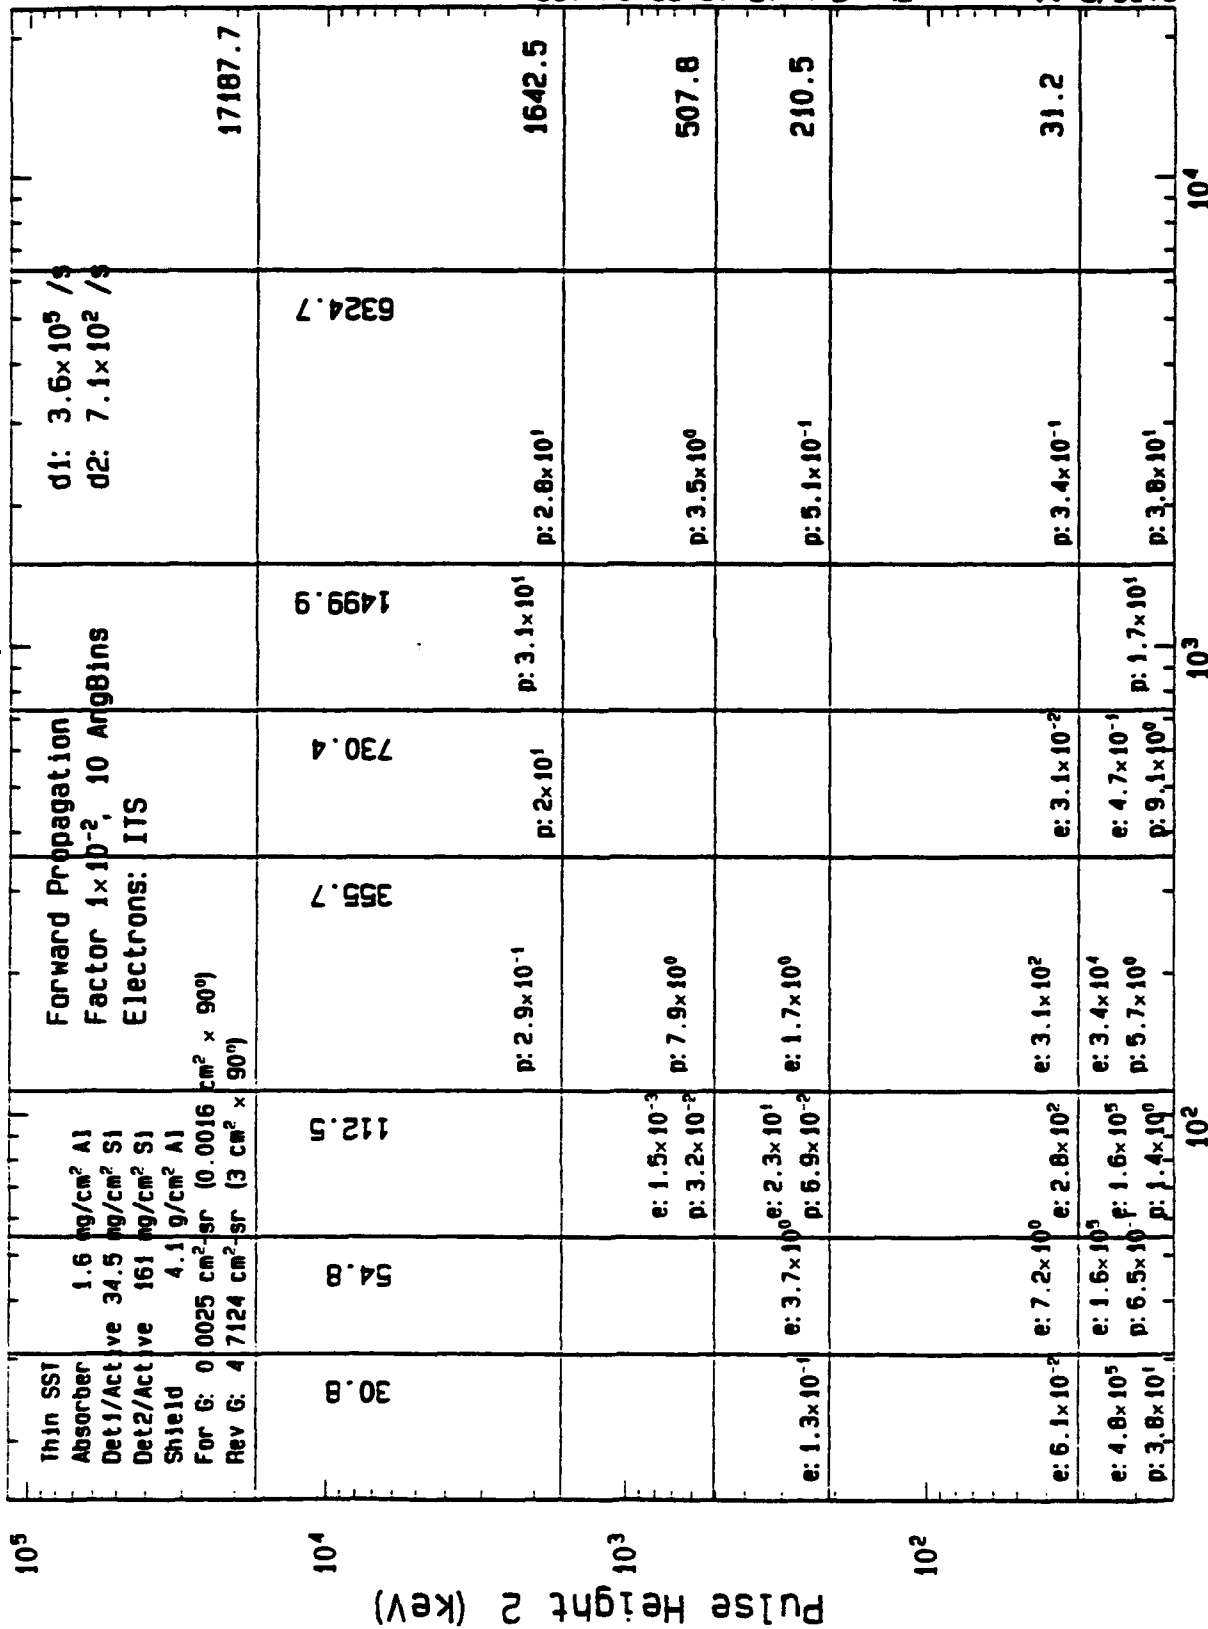 Thin SST
Absorber 1.6 mg/cm² Al
Det1/Active 34.5 mg/cm² Si
Det2/Active 161 mg/cm² Si
Shield 4.1 g/cm² Al
For G: 0.0025 cm²-sr (0.0016 cm² × 90°)
Rev G: 4.7124 cm²-sr (3 cm² × 90°)
Forward Propagation
Factor 1×10⁻², 10 AngBins
Electrons: ITS
d1: 3.6×10⁵ /s
d2: 7.1×10² /s
17187.7
30.8
54.8
112.5
355.7
730.4
1499.9
6324.7
p: 2.9×10⁻¹
p: 2×10¹
p: 3.1×10¹
p: 2.8×10¹
1642.5
e: 1.5×10⁻³
p: 3.2×10⁻²
p: 7.9×10⁰
p: 3.5×10⁰
507.8
e: 1.3×10⁻¹
e: 3.7×10⁰
e: 2.3×10¹
p: 6.9×10⁻²
e: 1.7×10⁰
p: 5.1×10⁻¹
210.5
e: 6.1×10⁻²
e: 7.2×10⁰
e: 2.8×10²
e: 3.1×10²
e: 3.1×10⁻²
p: 3.4×10⁻¹
31.2
e: 4.8×10⁵
p: 3.8×10¹
e: 1.6×10⁵
p: 6.5×10⁻¹
e: 1.6×10⁵
p: 1.4×10⁰
e: 3.4×10⁴
p: 5.7×10⁰
e: 4.7×10⁻¹
p: 9.1×10⁰
p: 1.7×10¹
p: 3.8×10¹
10⁵
10⁴
10³
10²
Pulse Height 2 (keV)
10²
10³
10⁴